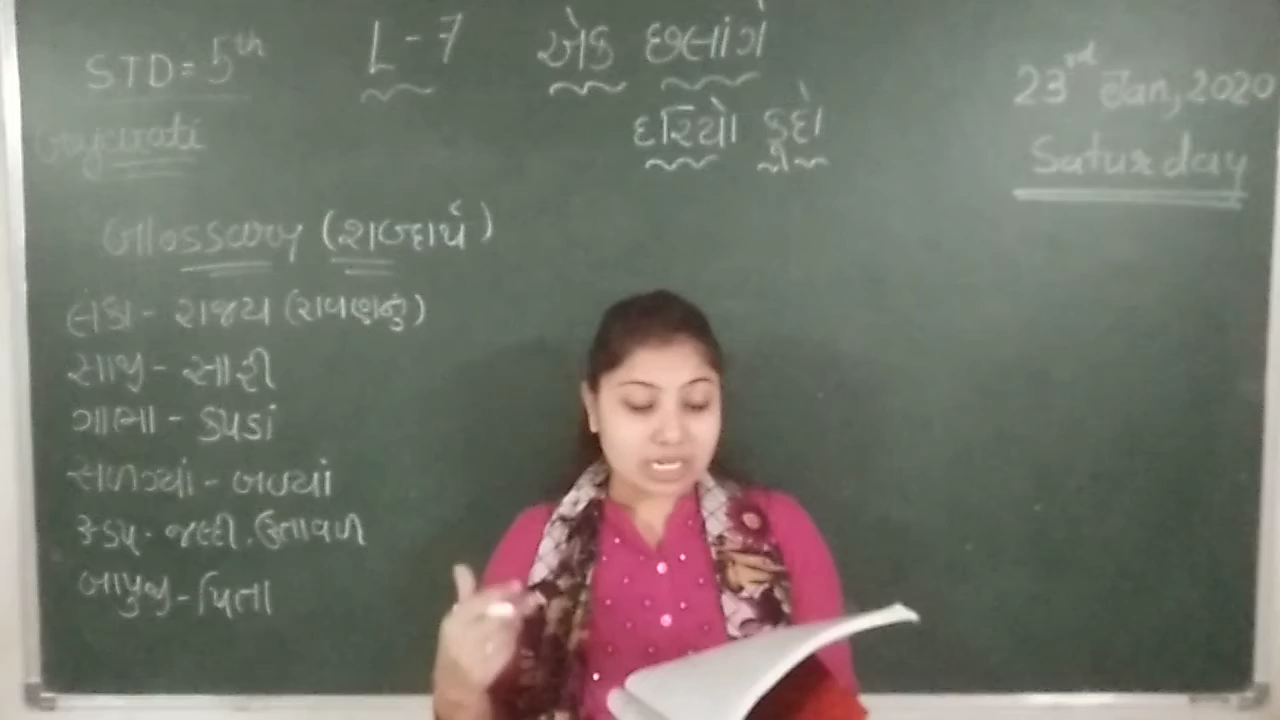 STD = 5th
Gujarati
L - 7 એક છલાંગે
દરિયો કૂદો
23rd Jan, 2020
Saturday
Glossary (શબ્દાર્થ)
લંકા - રાજ્ય (રાવણનું)
સાજી - સારી
ગાભા - કપડાં
સળગ્યાં - બળ્યાં
જલ્દી. ઉતાવળ
બાપુજી - પિતા